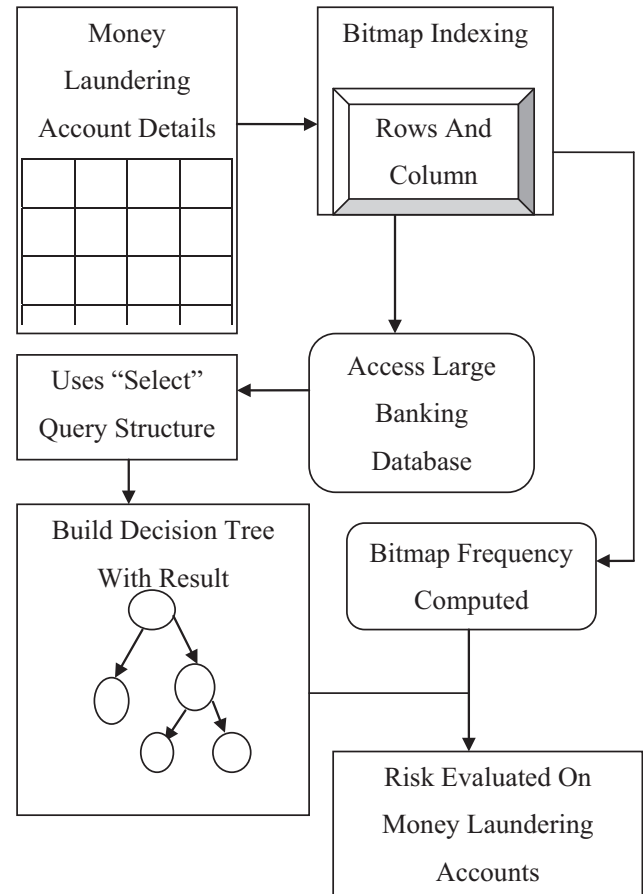 Money
Laundering
Account Details
Bitmap Indexing
Rows And
Column
Access Large
Banking
Database
Uses “Select”
Query Structure
Build Decision Tree
With Result
Bitmap Frequency
Computed
Risk Evaluated On
Money Laundering
Accounts